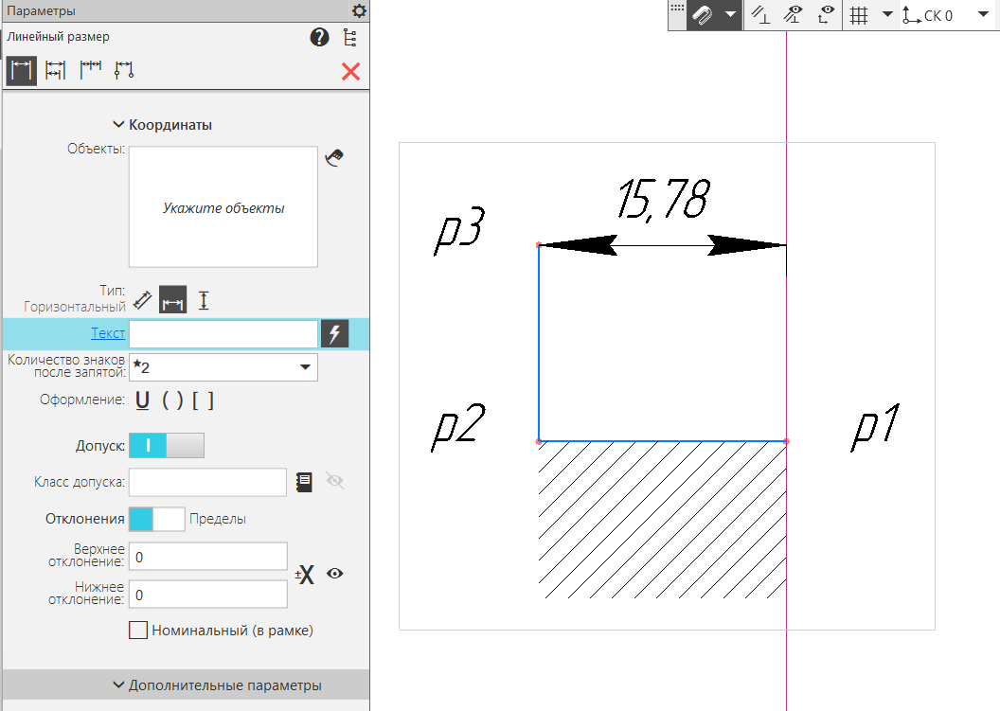 Параметры
Линейный размер
?
Координаты
Объекты:
Укажите объекты
Тип:
Горизонтальный
Текст
Количество знаков
после запятой:
*2
Оформление:
U ( ) [ ]
Допуск:
I
Класс допуска:
Отклонения
Пределы
Верхнее
отклонение:
0
Нижнее
отклонение:
0
±X
Номинальный (в рамке)
Дополнительные параметры
СК 0
15,78
p3
p2
p1